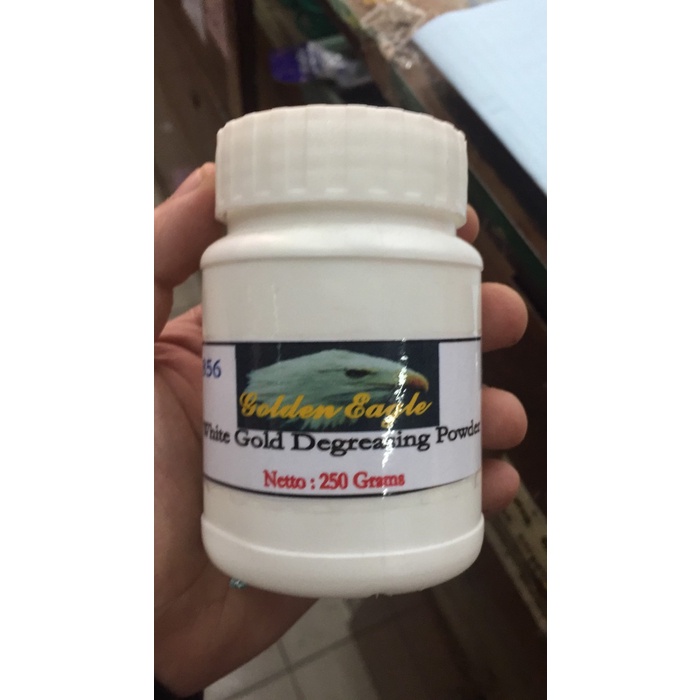 Golden Eagle
White Gold Degreasing Powder
Netto : 250 Grams